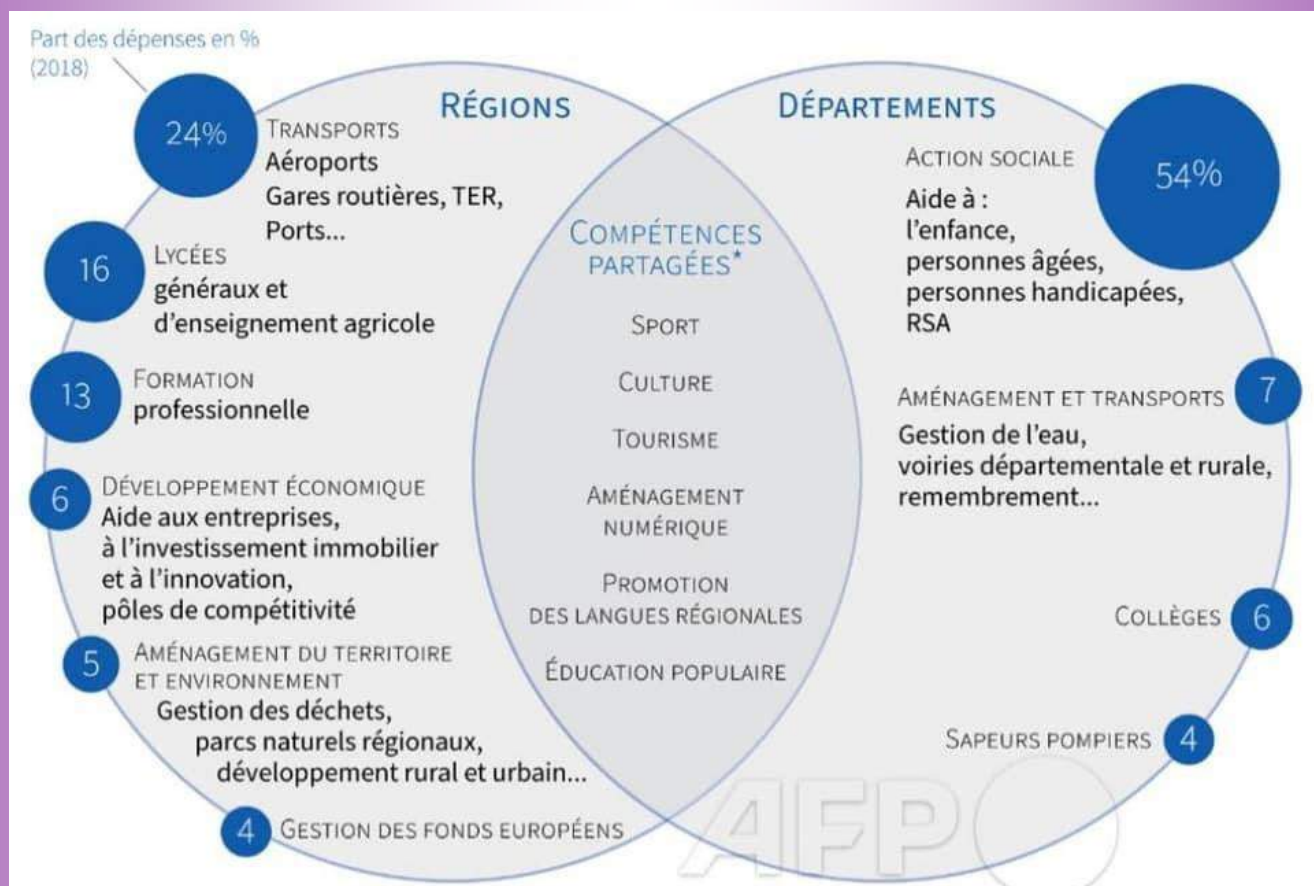 Part des dépenses en %
(2018)
RÉGIONS
24%
TRANSPORTS
Aéroports
Gares routières, TER,
Ports...
16
LYCÉES
généraux et
d'enseignement agricole
13
FORMATION
professionnelle
6
DÉVELOPPEMENT ÉCONOMIQUE
Aide aux entreprises,
à l'investissement immobilier
et à l'innovation,
pôles de compétitivité
5
AMÉNAGEMENT DU TERRITOIRE
ET ENVIRONNEMENT
Gestion des déchets,
parcs naturels régionaux,
développement rural et urbain...
4
GESTION DES FONDS EUROPÉENS
COMPÉTENCES
PARTAGÉES*
SPORT
CULTURE
TOURISME
AMÉNAGEMENT
NUMÉRIQUE
PROMOTION
DES LANGUES RÉGIONALES
ÉDUCATION POPULAIRE
DÉPARTEMENTS
ACTION SOCIALE
54%
Aide à :
l'enfance,
personnes âgées,
personnes handicapées,
RSA
AMÉNAGEMENT ET TRANSPORTS
7
Gestion de l'eau,
voiries départementale et rurale,
remembrement...
COLLÈGES
6
SAPEURS POMPIERS
4
AFP